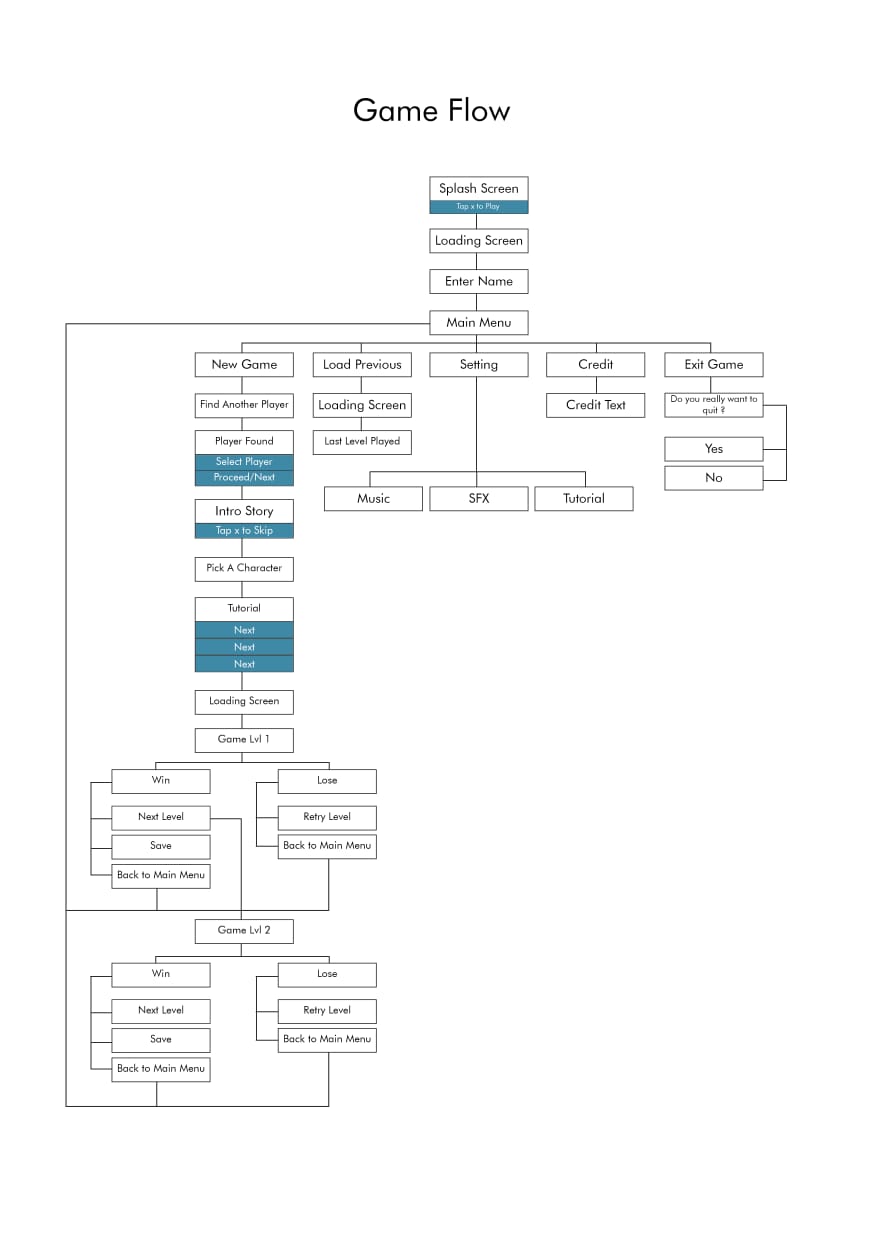 Game Flow
Splash Screen
Tap x to Play
Loading Screen
Enter Name
Main Menu
New Game
Load Previous
Setting
Credit
Exit Game
Find Another Player
Loading Screen
Credit Text
Do you really want to
quit ?
Player Found
Select Player
Proceed/Next
Last Level Played
Yes
No
Music
SFX
Tutorial
Intro Story
Tap x to Skip
Pick A Character
Tutorial
Next
Next
Next
Loading Screen
Game Lvl 1
Win
Lose
Next Level
Retry Level
Save
Back to Main Menu
Back to Main Menu
Game Lvl 2
Win
Lose
Next Level
Retry Level
Save
Back to Main Menu
Back to Main Menu